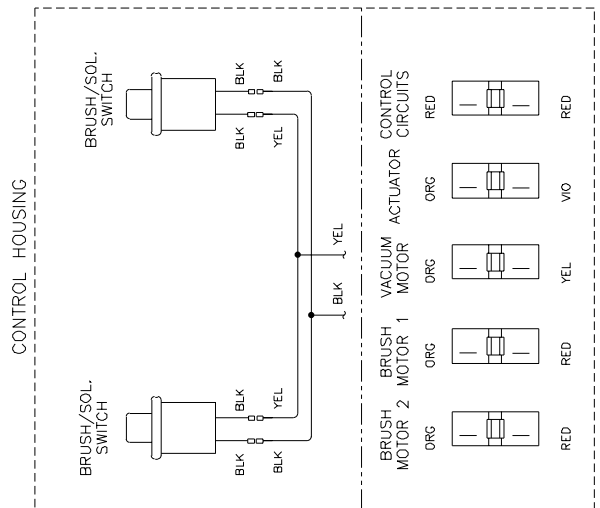 CONTROL HOUSING
BRUSH/SOL.
SWITCH
BRUSH/SOL.
SWITCH
BLK
BLK
BLK
BLK
BLK
YEL
YEL
BLK
BLK
YEL
BRUSH
MOTOR 2
BRUSH
MOTOR 1
VACUUM
MOTOR
ACTUATOR
CONTROL
CIRCUITS
ORG
ORG
ORG
ORG
RED
RED
RED
YEL
VIO
RED